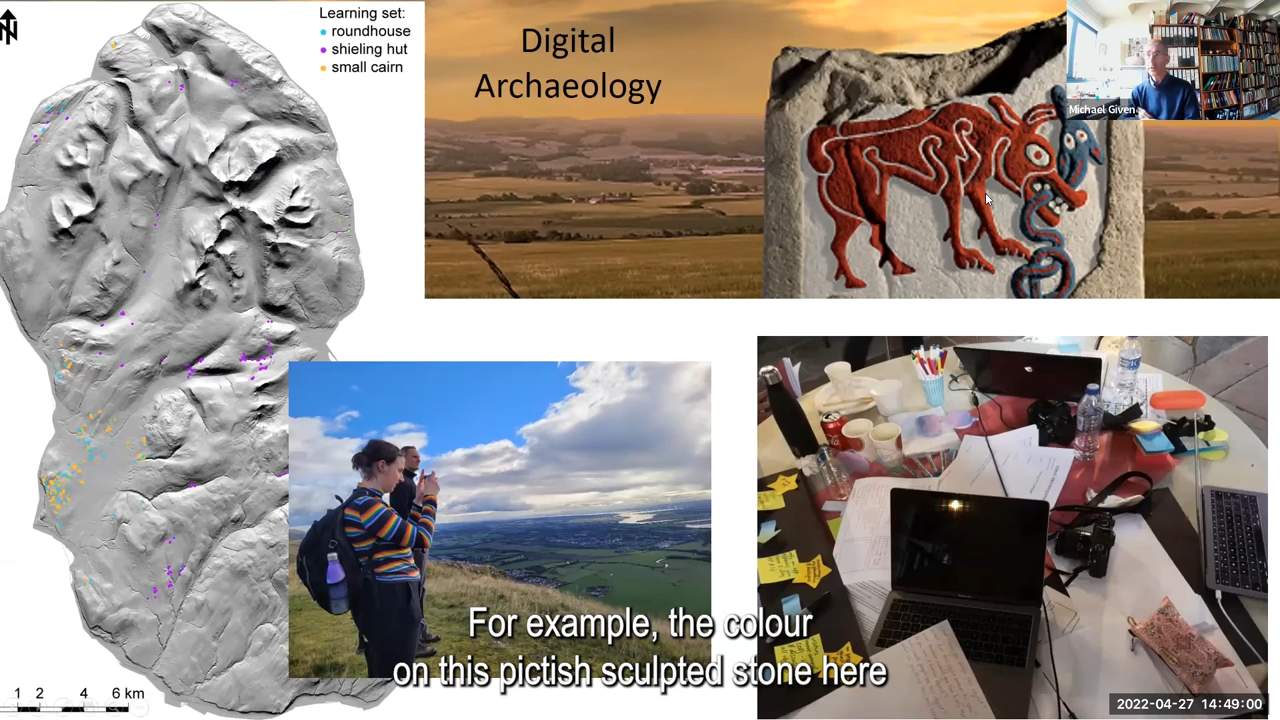 N
Learning set:
roundhouse
shieling hut
small cairn
Digital
Archaeology
Michael Given
For example, the colour
on this pictish sculpted stone here
1 2 4 6 km
2022-04-27 14:49:00